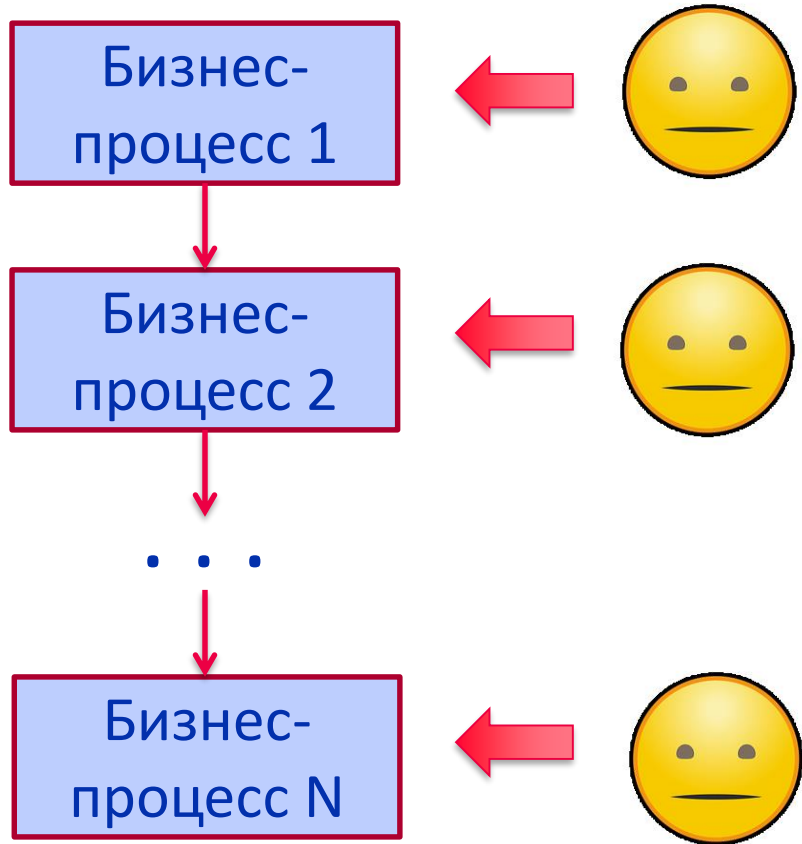 Бизнес-
процесс 1
Бизнес-
процесс 2
. . .
Бизнес-
процесс N